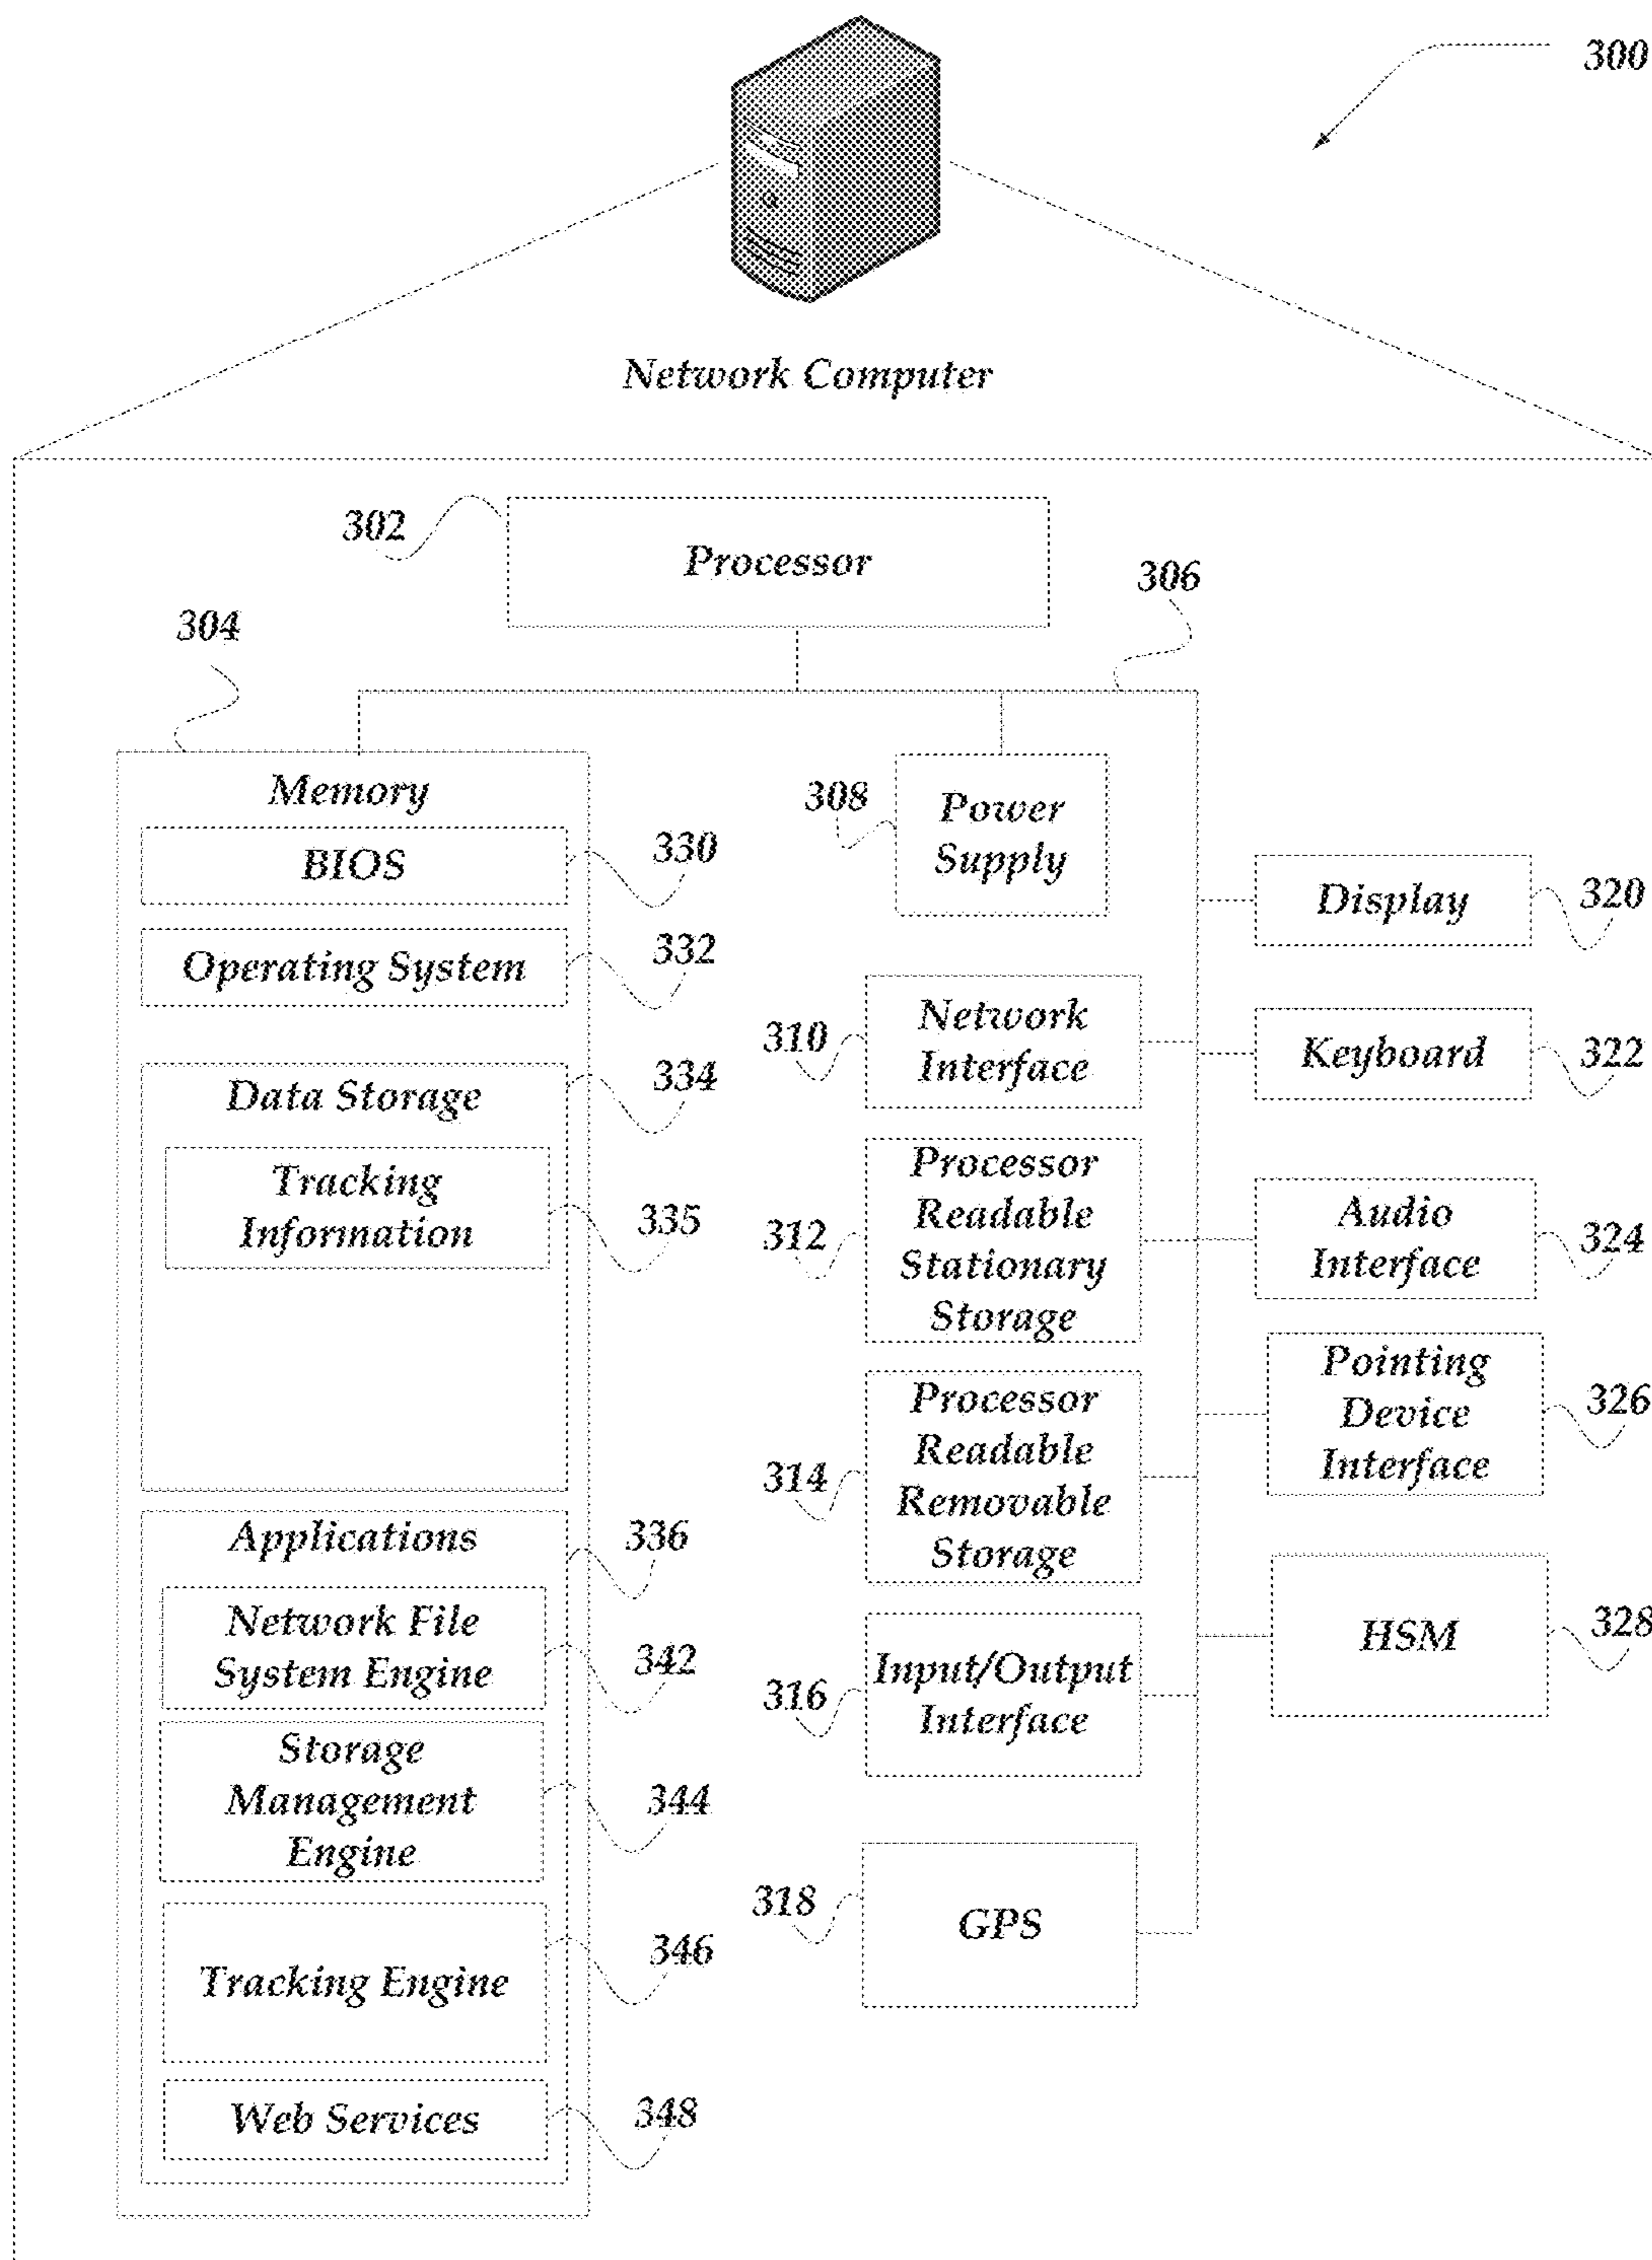 300
Network Computer
302
Processor
306
304
Memory
BIOS
330
Operating System
332
Data Storage
334
Tracking
Information
335
Applications
336
Network File
System Engine
342
Storage
Management
Engine
344
Tracking Engine
346
Web Services
348
308
Power
Supply
310
Network
Interface
312
Processor
Readable
Stationary
Storage
314
Processor
Readable
Removable
Storage
316
Input/Output
Interface
318
GPS
Display
320
Keyboard
322
Audio
Interface
324
Pointing
Device
Interface
326
HSM
328